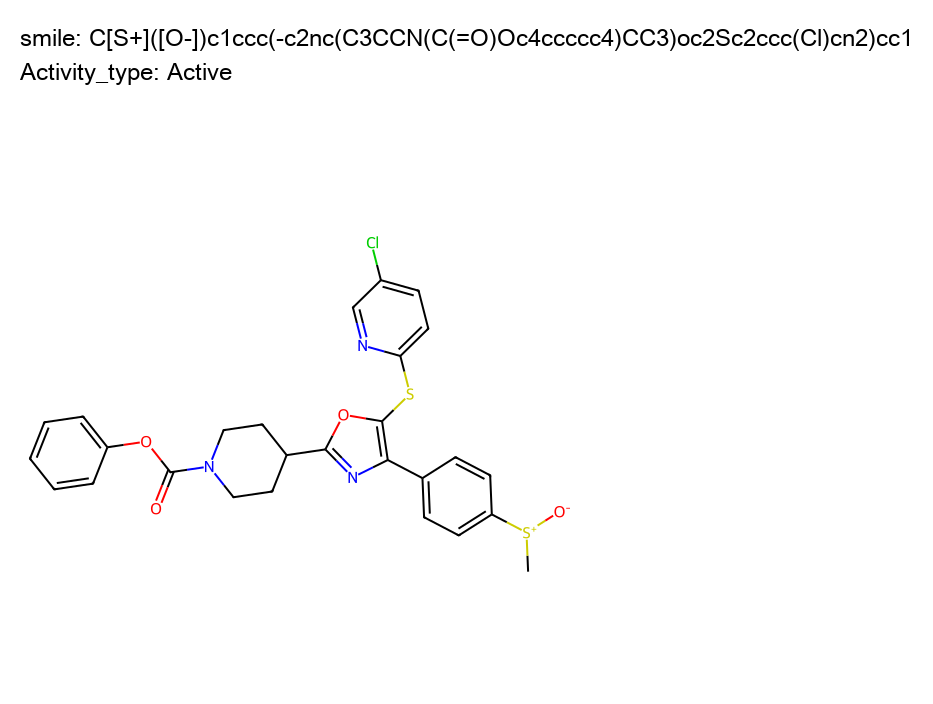 smile: C[S+]([O-])c1ccc(-c2nc(C3CCN(C(=O)Oc4ccccc4)CC3)oc2Sc2ccc(Cl)cn2)cc1
Activity_type: Active
Cl
N
S
O
O
N
N
O
O-
S+